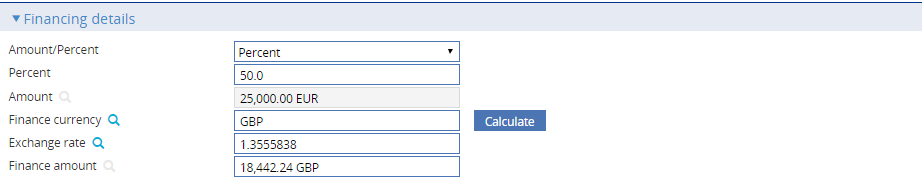 Financing details
Amount/Percent Percent
Percent 50.0
Amount 25,000.00 EUR
Finance currency GBP Calculate
Exchange rate 1.3555838
Finance amount 18,442.24 GBP